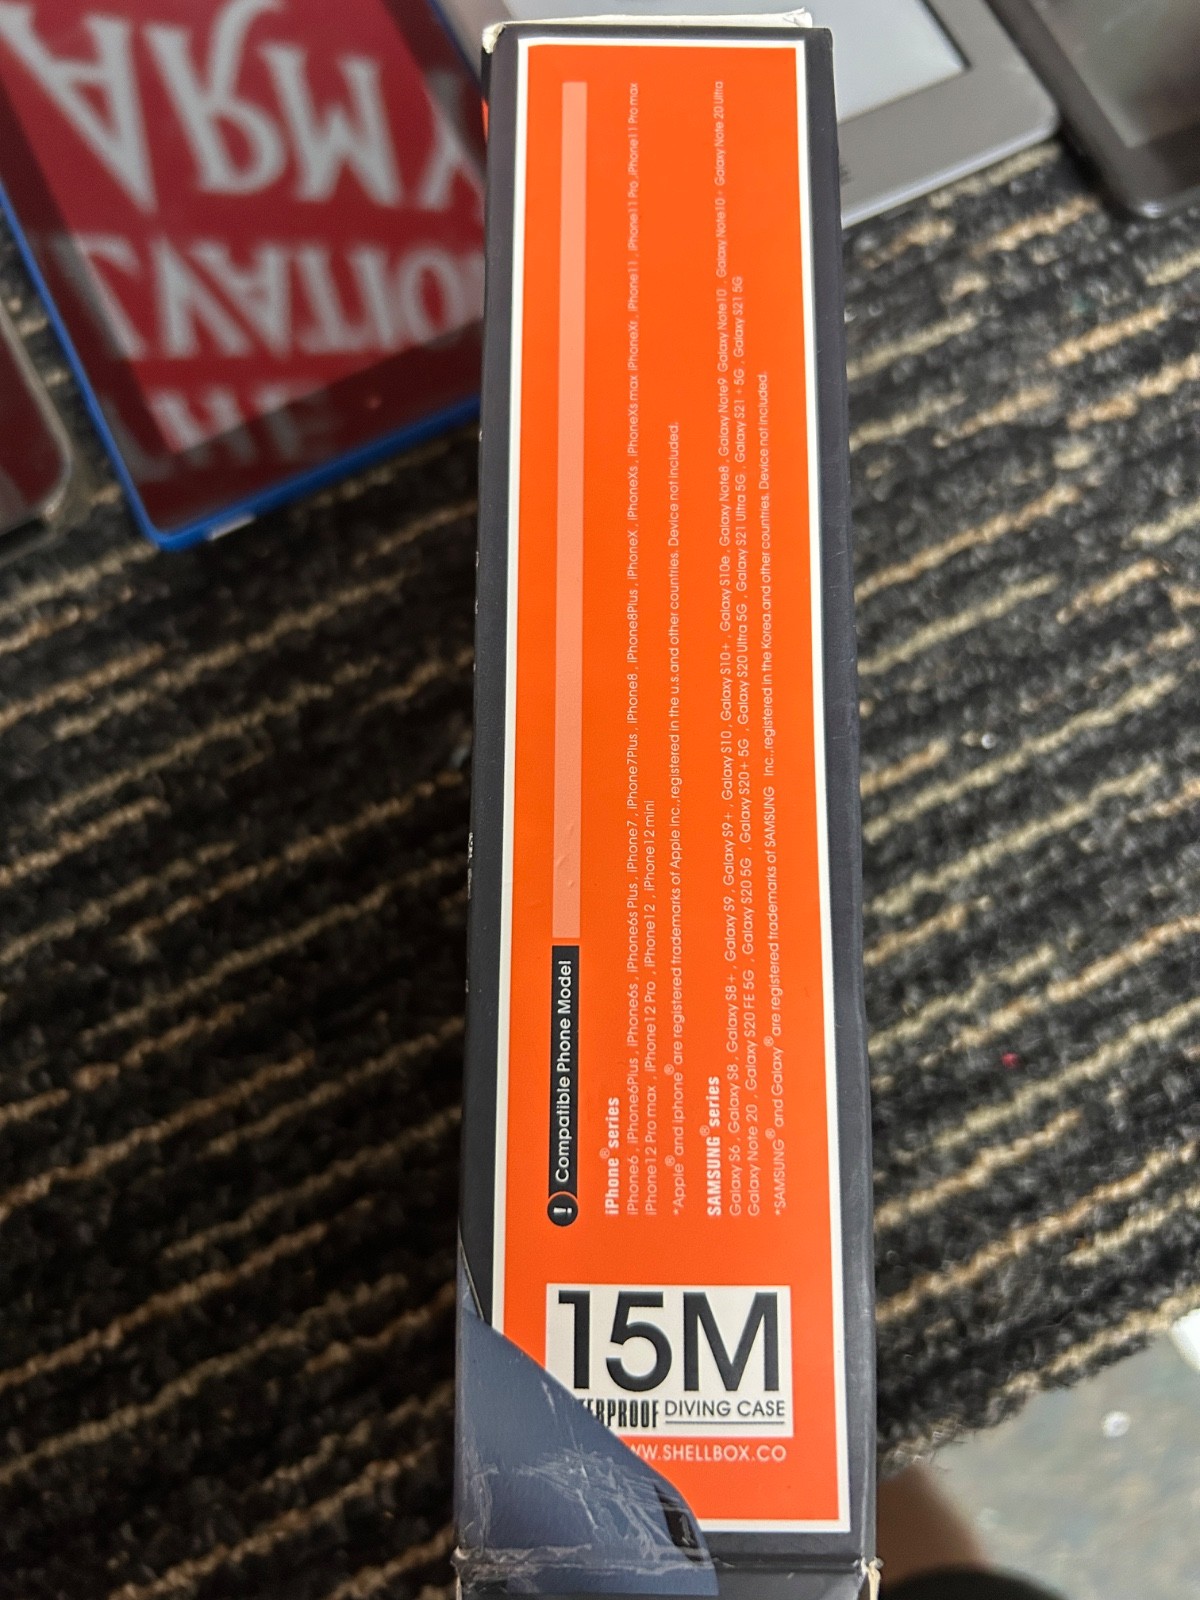 Compatible Phone Model
iPhone® series
iPhone6 , iPhone6Plus , iPhone6s , iPhone6s Plus , iPhone7 , iPhone7Plus , iPhone8 , iPhone8Plus , iPhoneX , iPhoneXs , iPhoneXs max iPhoneXr , iPhone11 , iPhone11 Pro ,iPhone11 Pro max
iPhone12 Pro max , iPhone12 Pro , iPhone12 , iPhone12 mini
*Apple® and iphone® are registered trademarks of Apple Inc.,registered in the u.s.and other countries. Device not included.
SAMSUNG® series
Galaxy S6 , Galaxy S8 , Galaxy S8+ , Galaxy S9 , Galaxy S9+ , Galaxy S10 , Galaxy S10+ , Galaxy S10e , Galaxy Note8 , Galaxy Note9 Galaxy Note10 , Galaxy Note10+ Galaxy Note 20 Ultra
Galaxy Note 20 , Galaxy S20 FE 5G , Galaxy S20 5G , Galaxy S20+ 5G , Galaxy S20 Ultra 5G , Galaxy S21 Ultra 5G , Galaxy S21 + 5G , Galaxy S21 5G
*SAMSUNG® and Galaxy® are registered trademarks of SAMSUNG Inc.,registered in the Korea.and other countries. Device not included.
15M
ERPROOF DIVING CASE
WW.SHELLBOX.CO
ARMY